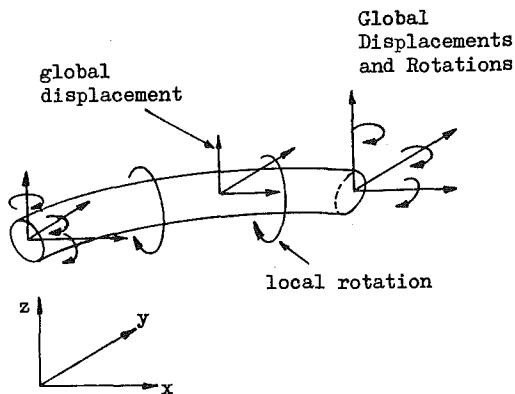 Global
Displacements
and Rotations
global
displacement
local rotation
z
y
x